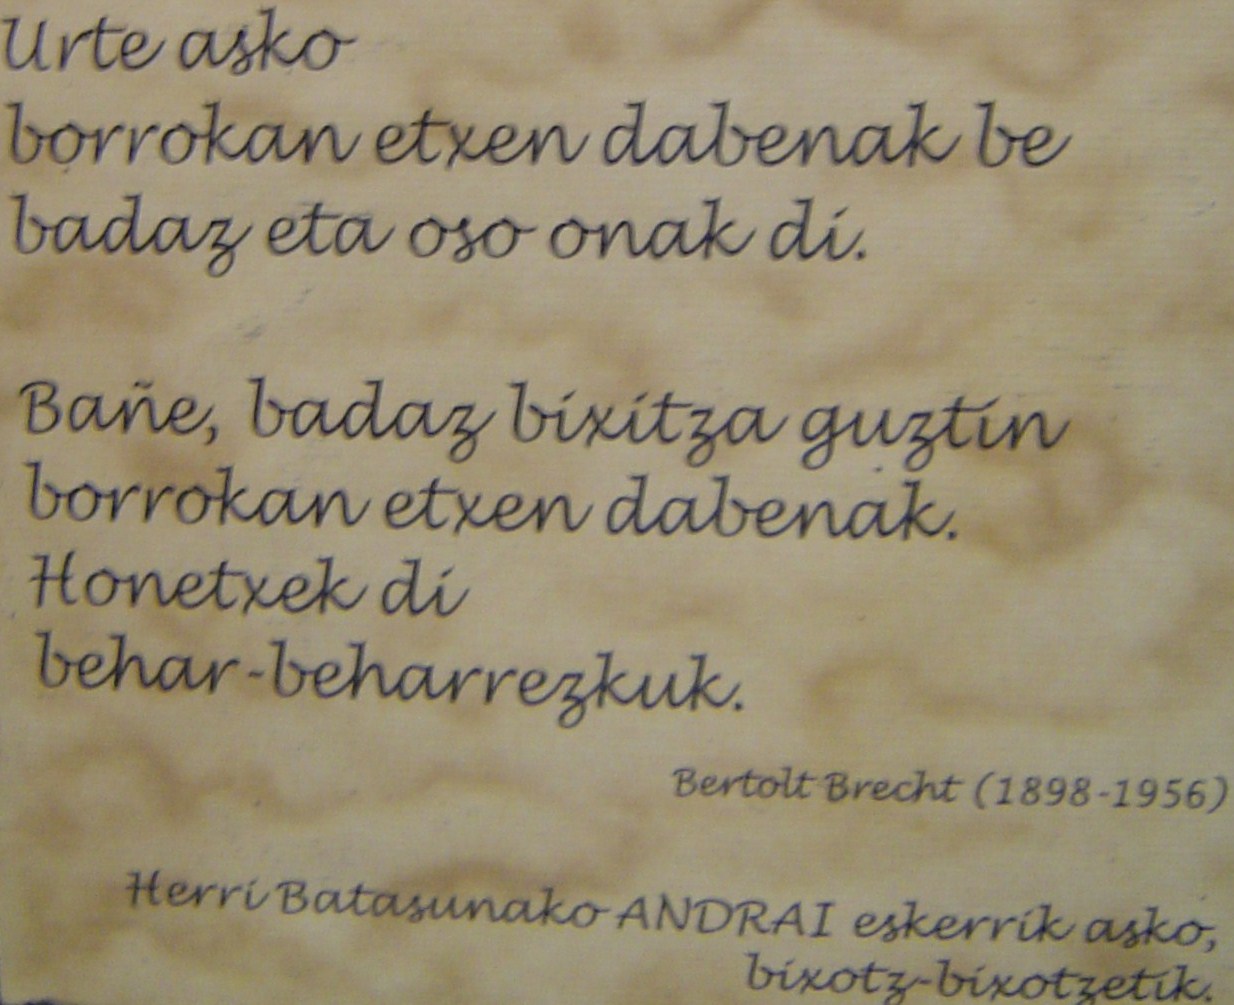 Urte asko
borrokan etxen dabenak be
badaz eta oso onak di.
Bañe, badaz bixitza guztin
borrokan etxen dabenak.
Honetxek di
behar-beharrezkuk.
Bertolt Brecht (1898-1956)
Herri Batasunako ANDRAI eskerrik asko,
bixotz-bixotzetik.